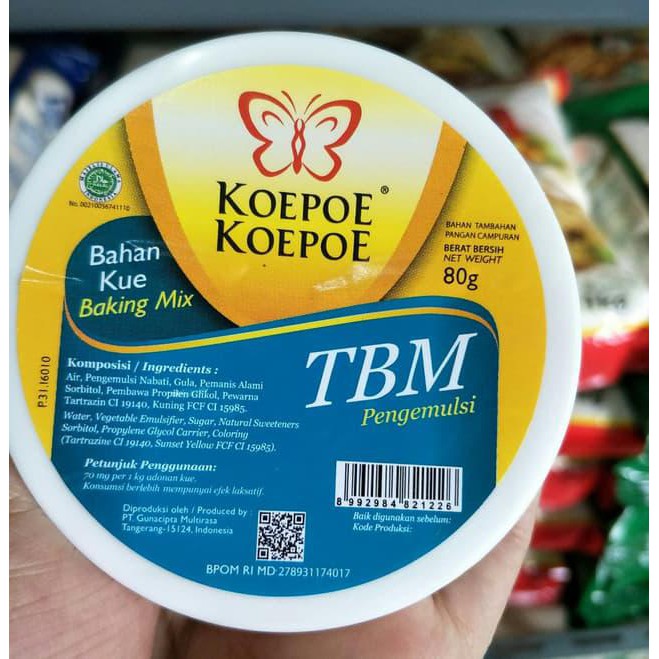 KOEPOE ®
KOEPOE
No. 00210056741110
BAHAN TAMBAHAN
PANGAN CAMPURAN
BERAT BERSIH
NET WEIGHT
80g
Bahan
Kue
Baking Mix
P.31.16010
TBM
Pengemulsi
Komposisi / Ingredients :
Air, Pengemulsi Nabati, Gula, Pemanis Alami
Sorbitol, Pembawa Propilen Glikol, Pewarna
Tartrazin CI 19140, Kuning FCF CI 15985.
Water, Vegetable Emulsifier, Sugar, Natural Sweeteners
Sorbitol, Propylene Glycol Carrier, Coloring
(Tartrazine CI 19140, Sunset Yellow FCF CI 15985).
Petunjuk Penggunaan:
70 mg per 1 kg adonan kue.
Konsumsi berlebih mempunyai efek laksatif.
8 992984 821226
Diproduksi oleh / Produced by :
PT. Gunacipta Multirasa
Tangerang-15124, Indonesia
Baik digunakan sebelum:
Kode Produksi:
BPOM RI MD 278931174017